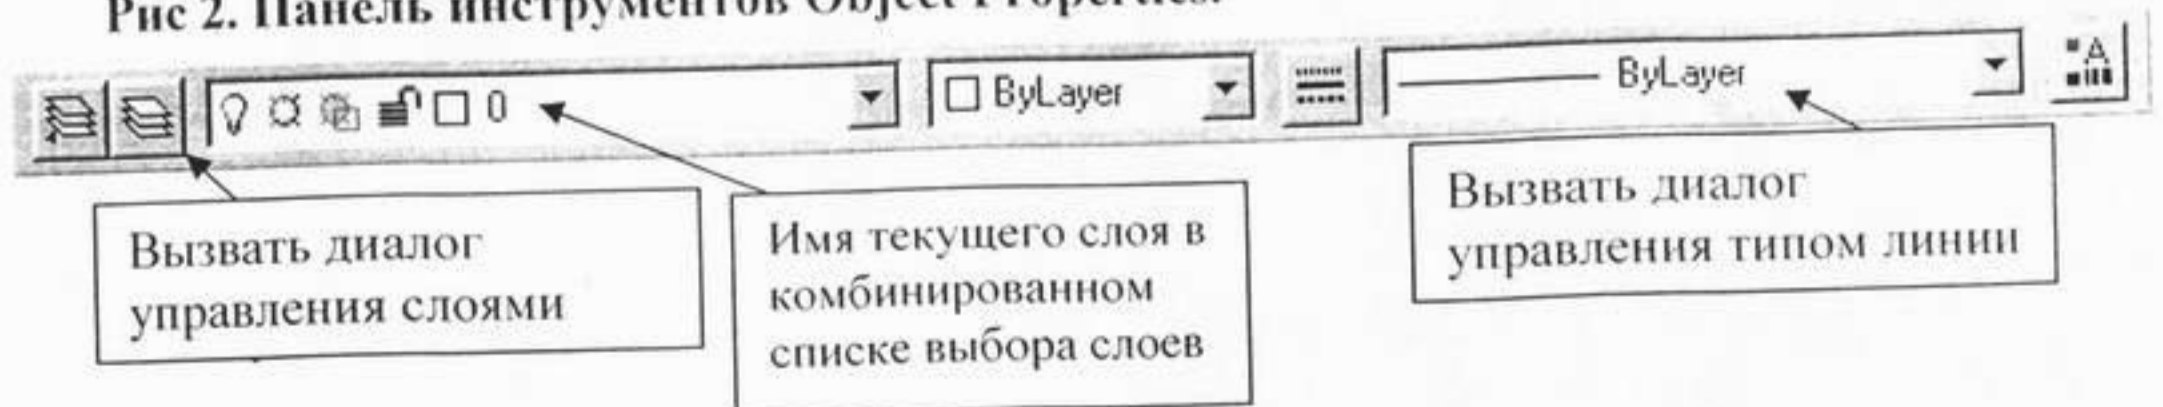 Рис 2. Панель инструментов Object Properties.
0 ByLayer ByLayer
Вызвать диалог
управления слоями
Имя текущего слоя в
комбинированном
списке выбора слоев
Вызвать диалог
управления типом линии